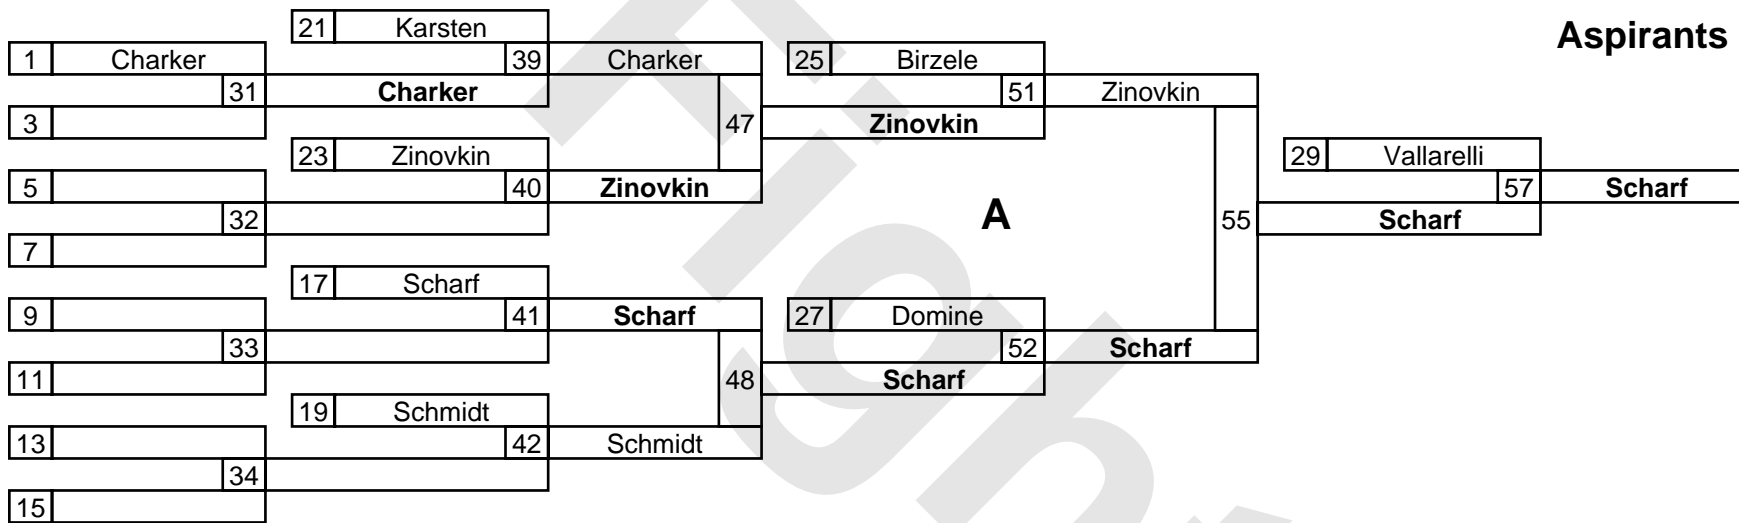 21 Karsten
Aspirants
1 Charker 39 Charker 25 Birzele
31 Charker 51 Zinovkin
3 47 Zinovkin
23 Zinovkin 29 Vallarelli
5 40 Zinovkin 57 Scharf
32 A 55 Scharf
7
17 Scharf
9 41 Scharf 27 Domine
33 52 Scharf
11 48 Scharf
19 Schmidt
13 42 Schmidt
34
15